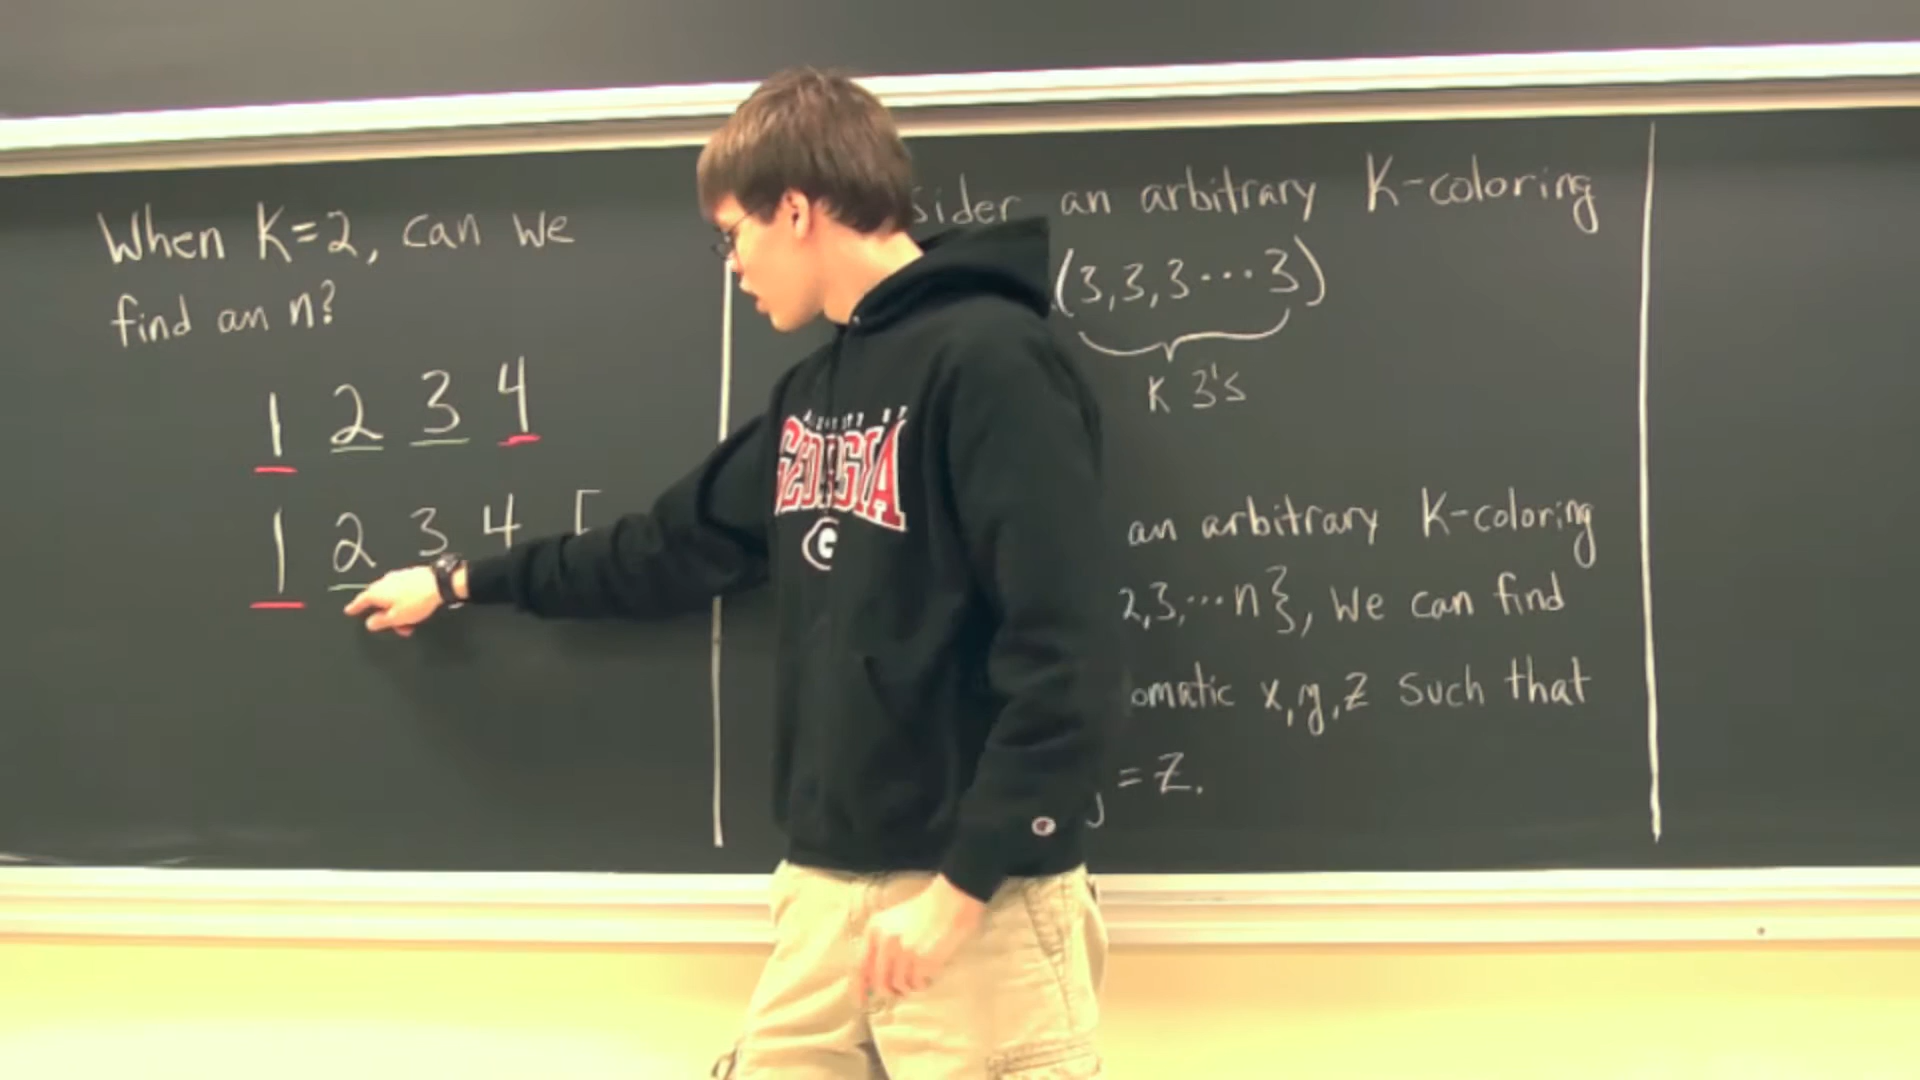 When K=2, can we
find an n?
1 2 3 4
1 2 3 4
sider an arbitrary K-coloring
(3,3,3...3)
K 3's
an arbitrary K-coloring
2,3,...n}, we can find
omatic x,y,z such that
= z.
GEORGIA
G